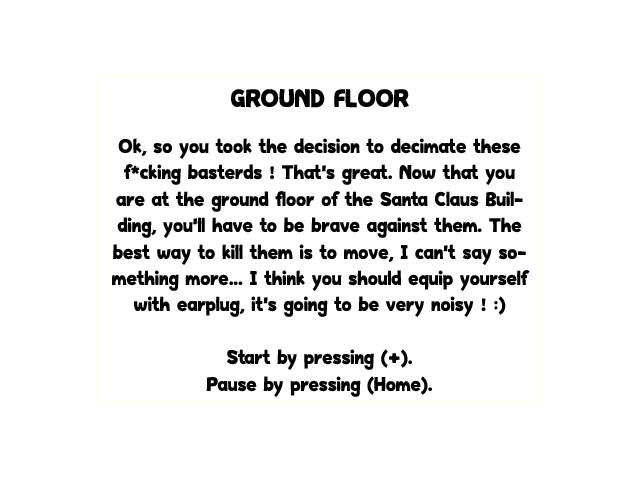 GROUND FLOOR
Ok, so you took the decision to decimate these
f*cking basterds ! That's great. Now that you
are at the ground floor of the Santa Claus Buil-
ding, you'll have to be brave against them. The
best way to kill them is to move, I can't say so-
mething more... I think you should equip yourself
with earplug, it's going to be very noisy ! :)
Start by pressing (+).
Pause by pressing (Home).